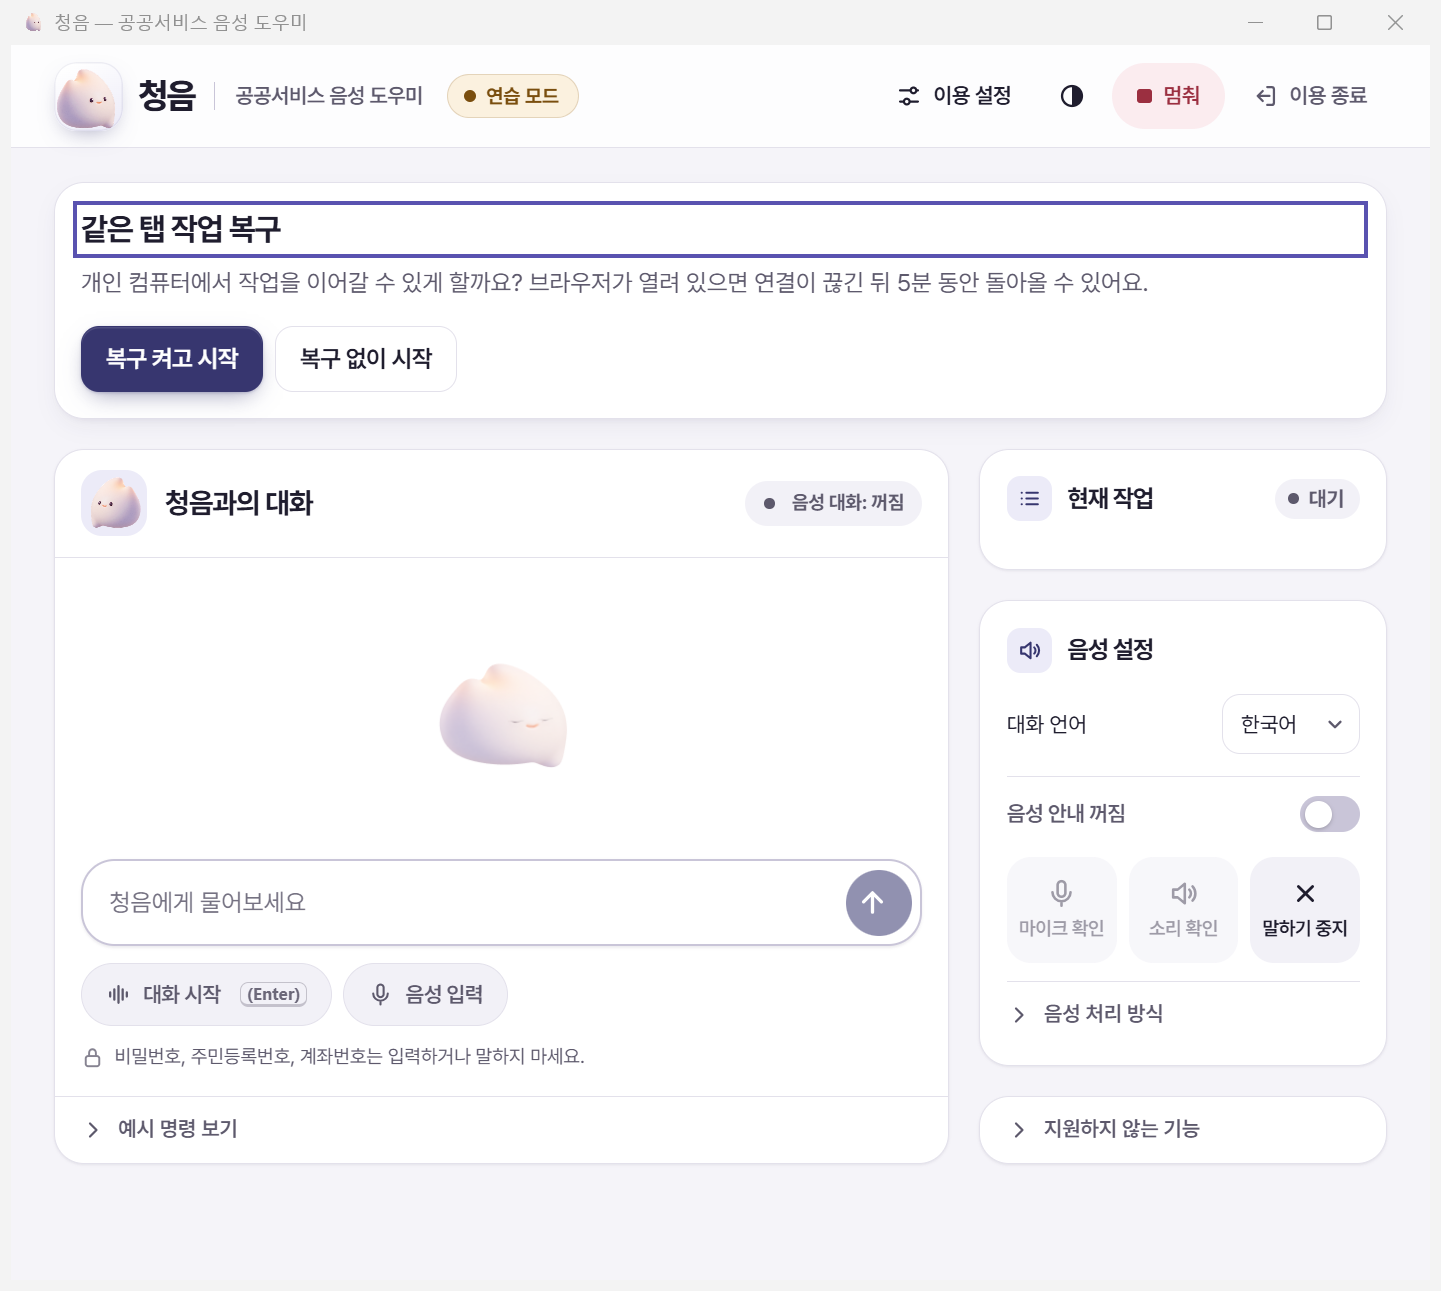 청음 — 공공서비스 음성 도우미
청음
공공서비스 음성 도우미
연습 모드
이용 설정
멈춰
이용 종료
같은 탭 작업 복구
개인 컴퓨터에서 작업을 이어갈 수 있게 할까요? 브라우저가 열려 있으면 연결이 끊긴 뒤 5분 동안 돌아올 수 있어요.
복구 켜고 시작
복구 없이 시작
청음과의 대화
음성 대화: 꺼짐
청음에게 물어보세요
대화 시작 (Enter)
음성 입력
비밀번호, 주민등록번호, 계좌번호는 입력하거나 말하지 마세요.
예시 명령 보기
현재 작업
대기
음성 설정
대화 언어
한국어
음성 안내 꺼짐
마이크 확인
소리 확인
말하기 중지
음성 처리 방식
지원하지 않는 기능